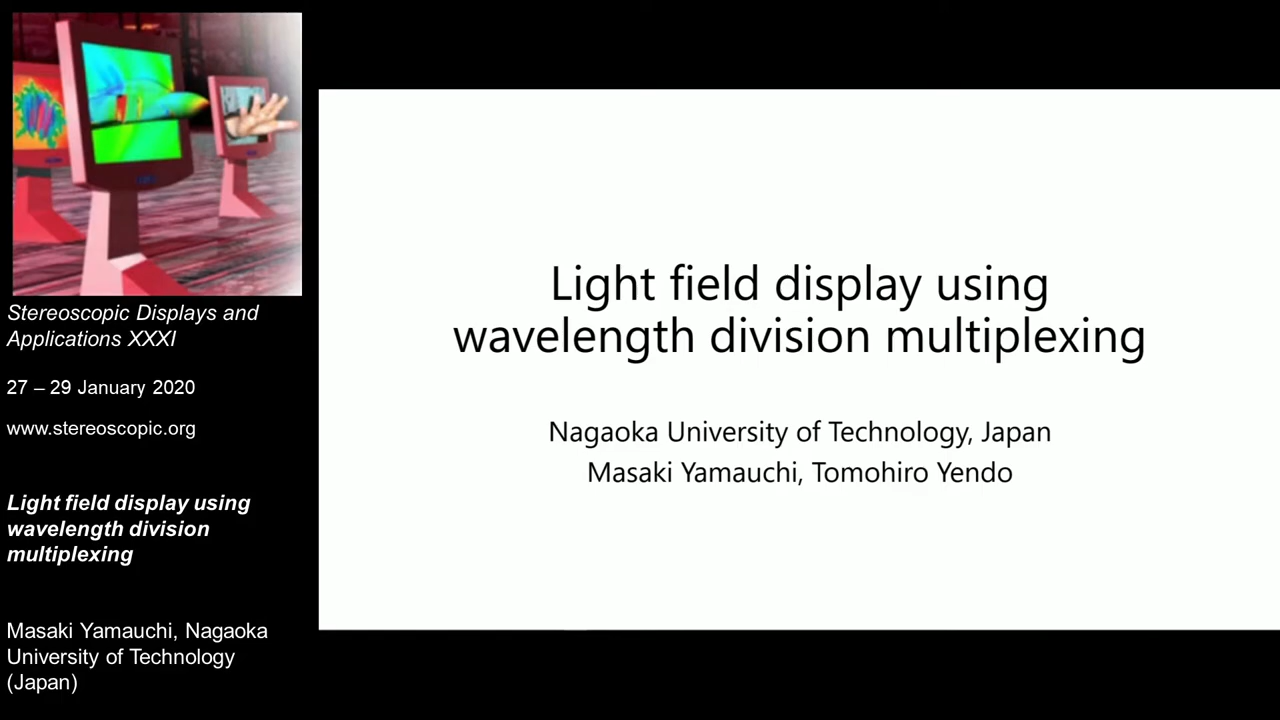 Stereoscopic Displays and
Applications XXXI
27 – 29 January 2020
www.stereoscopic.org
Light field display using
wavelength division
multiplexing
Masaki Yamauchi, Nagaoka
University of Technology
(Japan)
Light field display using
wavelength division multiplexing
Nagaoka University of Technology, Japan
Masaki Yamauchi, Tomohiro Yendo